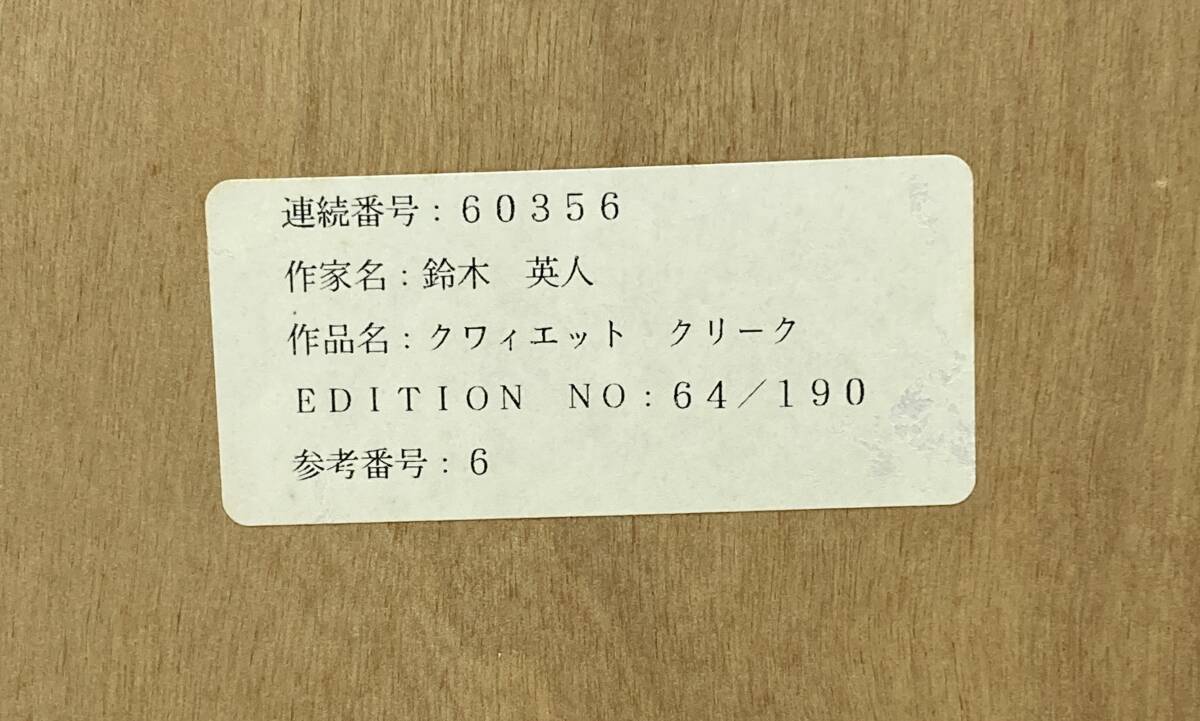 連続番号：６０３５６
作家名：鈴木　英人
作品名：クワィエット　クリーク
ＥＤＩＴＩＯＮ　ＮＯ：６４／１９０
参考番号：６